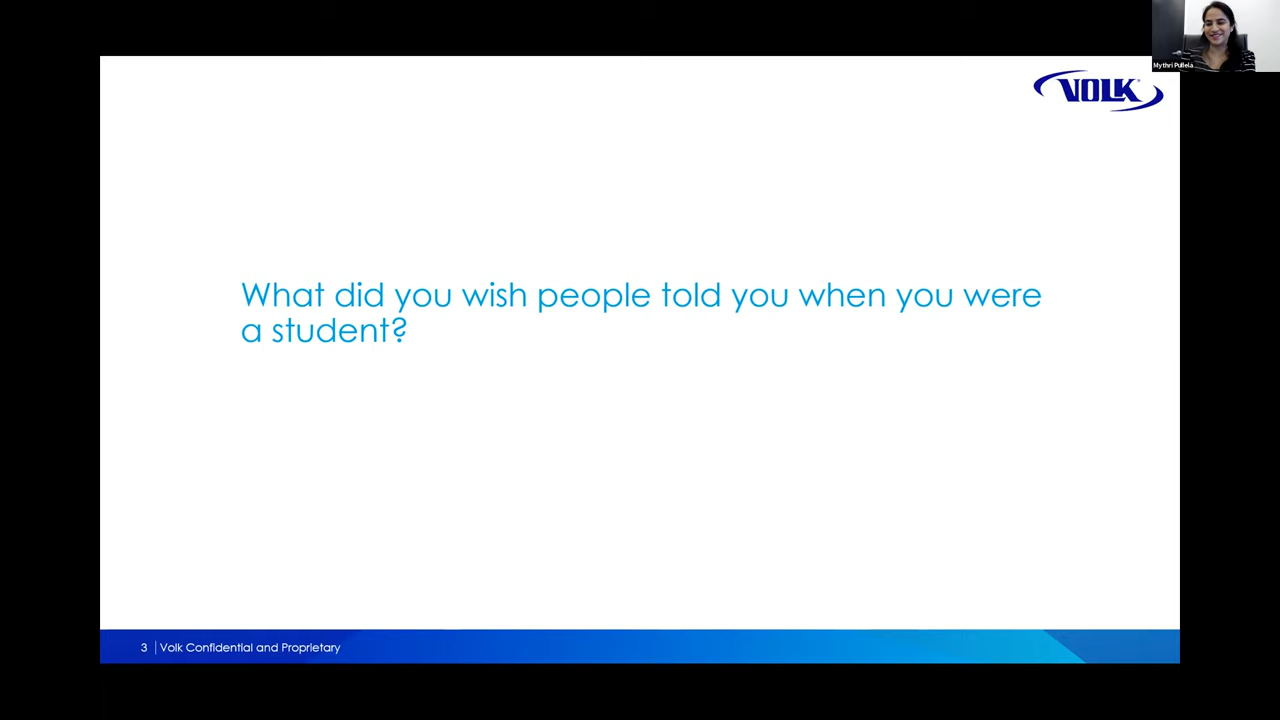 Mythri Pullela
VOLK
What did you wish people told you when you were
a student?
3 Volk Confidential and Proprietary